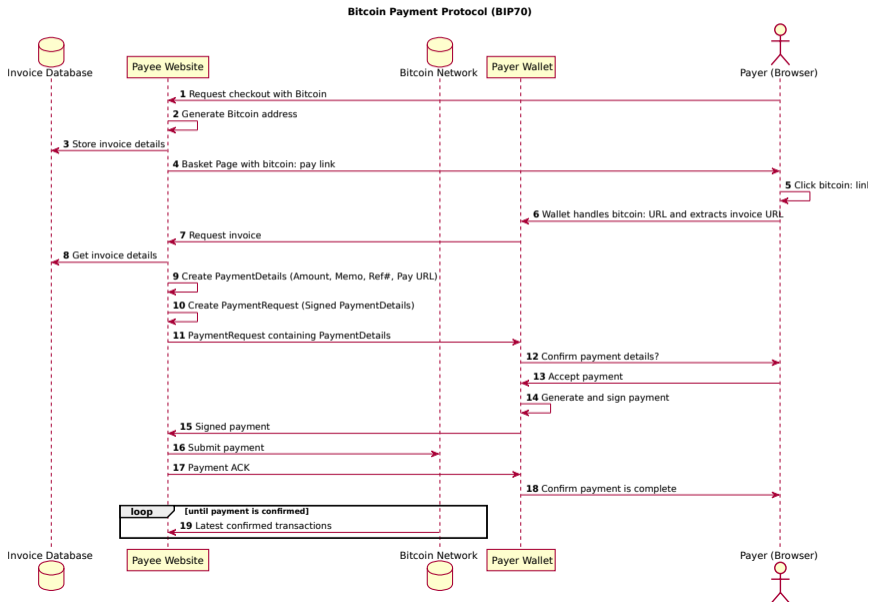 Bitcoin Payment Protocol (BIP70)
Invoice Database
Payee Website
Bitcoin Network
Payer Wallet
Payer (Browser)
1 Request checkout with Bitcoin
2 Generate Bitcoin address
3 Store invoice details
4 Basket Page with bitcoin: pay link
5 Click bitcoin:
6 Wallet handles bitcoin: URL and extracts invoice URL
7 Request invoice
8 Get invoice details
9 Create PaymentDetails (Amount, Memo, Ref#, Pay URL)
10 Create PaymentRequest (Signed PaymentDetails)
11 PaymentRequest containing PaymentDetails
12 Confirm payment details?
13 Accept payment
14 Generate and sign payment
15 Signed payment
16 Submit payment
17 Payment ACK
18 Confirm payment is complete
loop [until payment is confirmed]
19 Latest confirmed transactions
Invoice Database
Payee Website
Bitcoin Network
Payer Wallet
Payer (Browser)